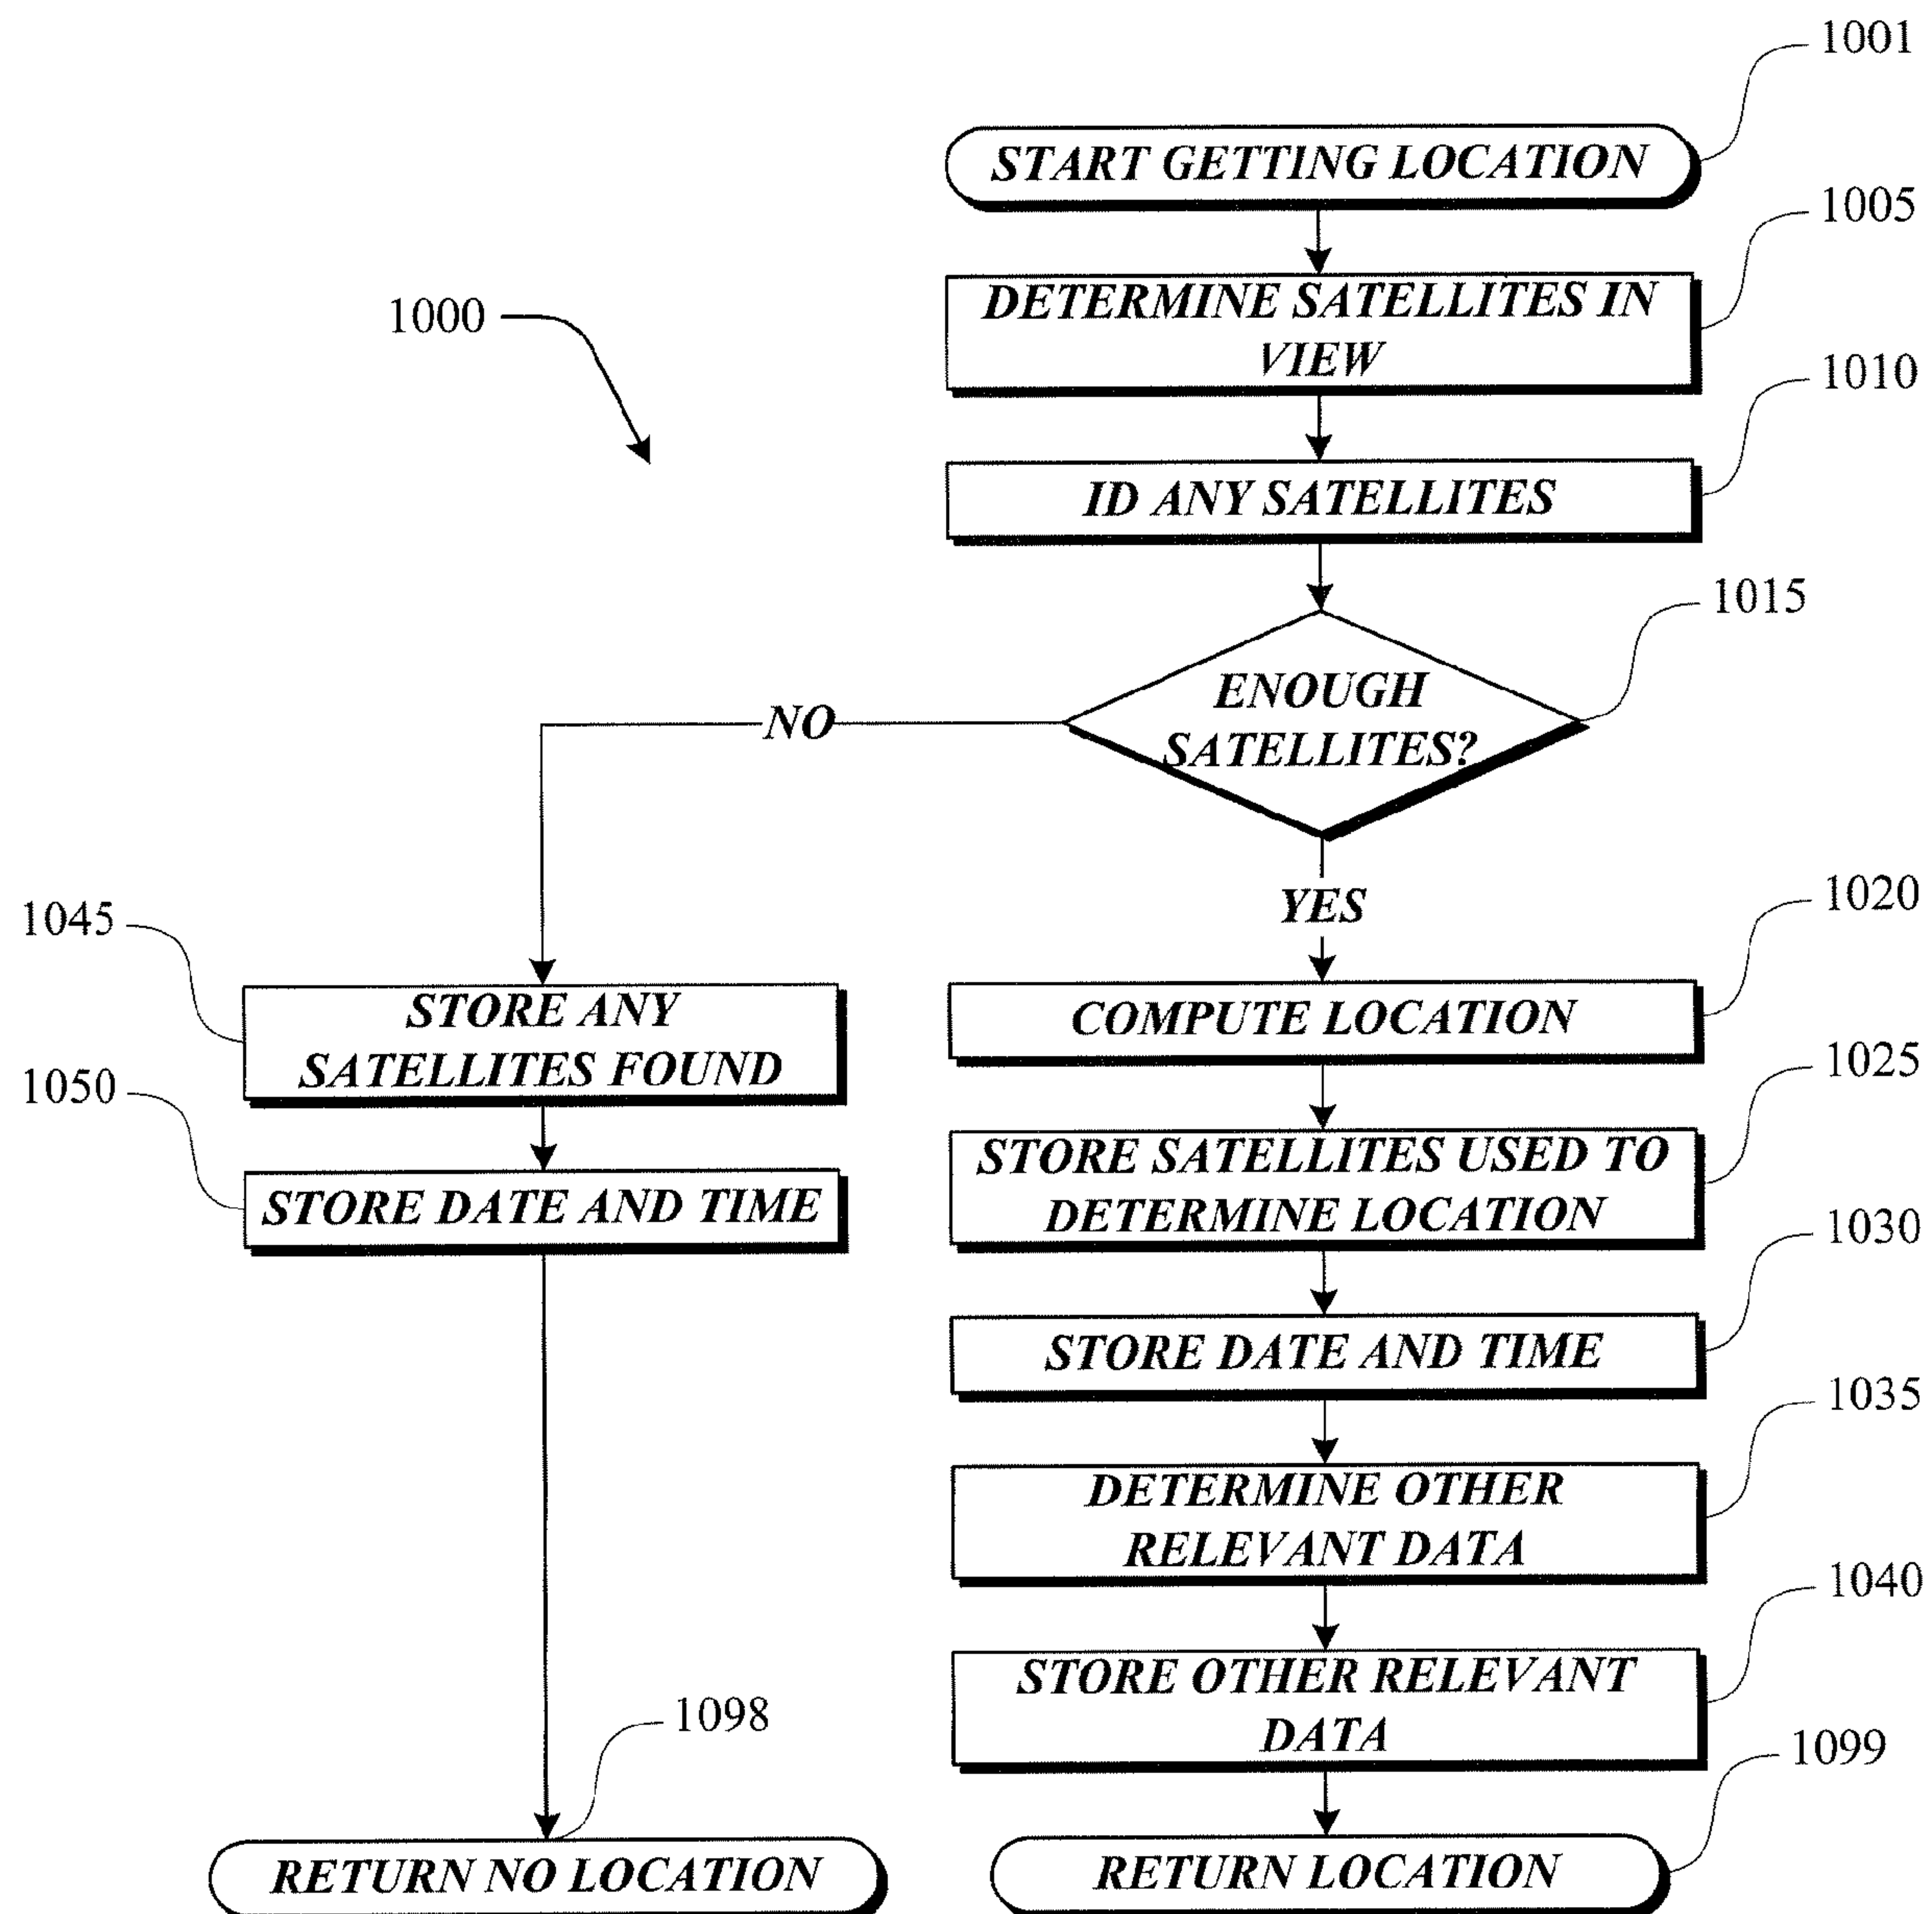 1001
START GETTING LOCATION
1005
DETERMINE SATELLITES IN
VIEW
1000
1010
ID ANY SATELLITES
1015
ENOUGH
SATELLITES?
NO
YES
1020
COMPUTE LOCATION
1045
STORE ANY
SATELLITES FOUND
1025
STORE SATELLITES USED TO
DETERMINE LOCATION
1050
STORE DATE AND TIME
1030
STORE DATE AND TIME
1035
DETERMINE OTHER
RELEVANT DATA
1040
STORE OTHER RELEVANT
DATA
1098
RETURN NO LOCATION
1099
RETURN LOCATION